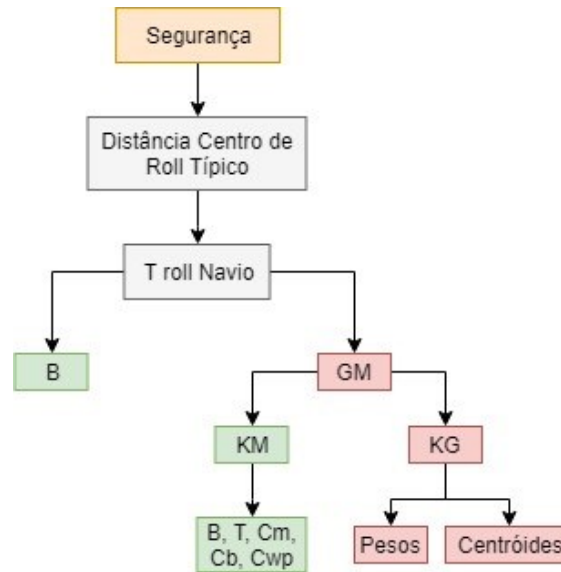 Segurança
Distância Centro de
Roll Típico
T roll Navio
B
GM
KM
KG
B, T, Cm,
Cb, Cwp
Pesos
Centróides